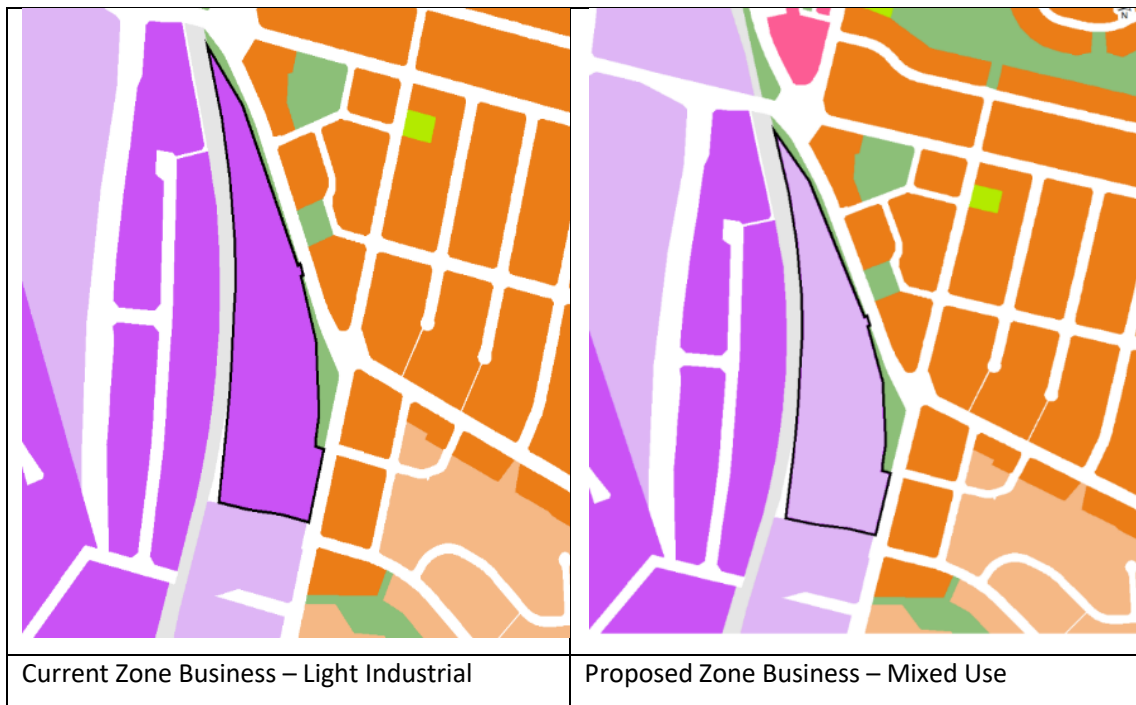 N
Current Zone Business – Light Industrial
Proposed Zone Business – Mixed Use